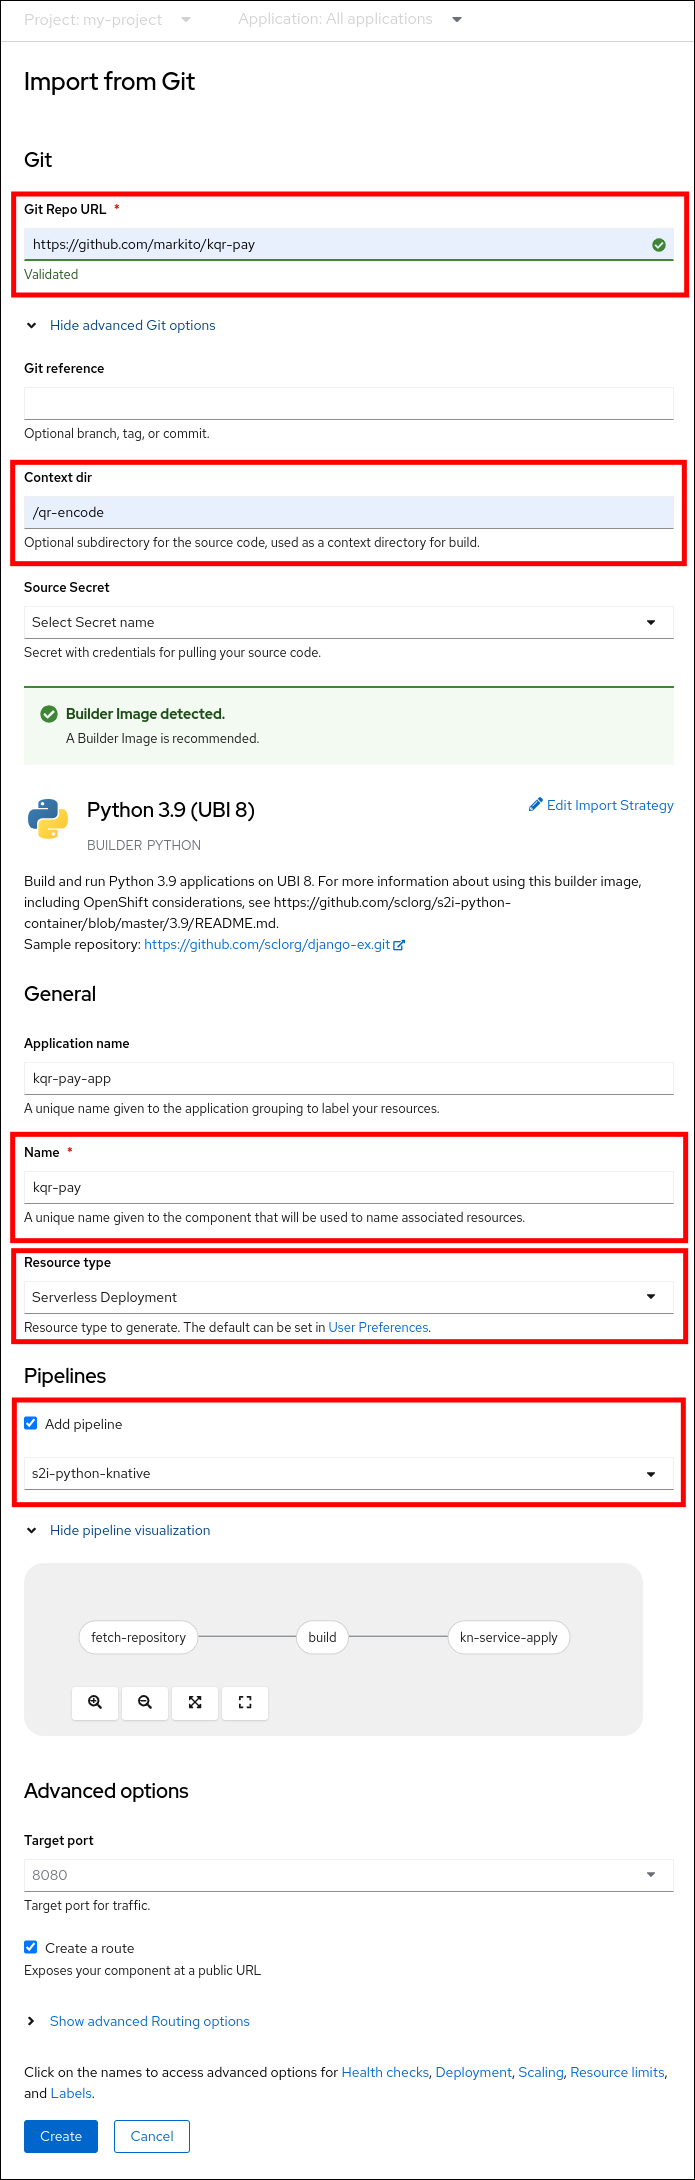 Project: my-project Application: All applications
Import from Git
Git
Git Repo URL *
https://github.com/markito/kqr-pay
Validated
Hide advanced Git options
Git reference
Optional branch, tag, or commit.
Context dir
/qr-encode
Optional subdirectory for the source code, used as a context directory for build.
Source Secret
Select Secret name
Secret with credentials for pulling your source code.
Builder Image detected.
A Builder Image is recommended.
Python 3.9 (UBI 8)
Edit Import Strategy
BUILDER PYTHON
Build and run Python 3.9 applications on UBI 8. For more information about using this builder image,
including OpenShift considerations, see https://github.com/sclorg/s2i-python-
container/blob/master/3.9/README.md.
Sample repository: https://github.com/sclorg/django-ex.git
General
Application name
kqr-pay-app
A unique name given to the application grouping to label your resources.
Name *
kqr-pay
A unique name given to the component that will be used to name associated resources.
Resource type
Serverless Deployment
Resource type to generate. The default can be set in User Preferences.
Pipelines
Add pipeline
s2i-python-knative
Hide pipeline visualization
fetch-repository build kn-service-apply
Advanced options
Target port
8080
Target port for traffic.
Create a route
Exposes your component at a public URL
Show advanced Routing options
Click on the names to access advanced options for Health checks, Deployment, Scaling, Resource limits,
and Labels.
Create Cancel